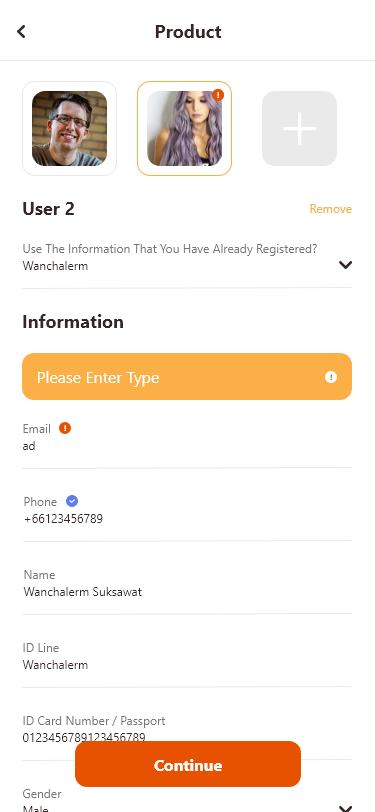 Product
User 2
Remove
Use The Information That You Have Already Registered?
Wanchalerm
Information
Please Enter Type
Email
ad
Phone
+66123456789
Name
Wanchalerm Suksawat
ID Line
Wanchalerm
ID Card Number / Passport
0123456789123456789
Continue
Gender
Male